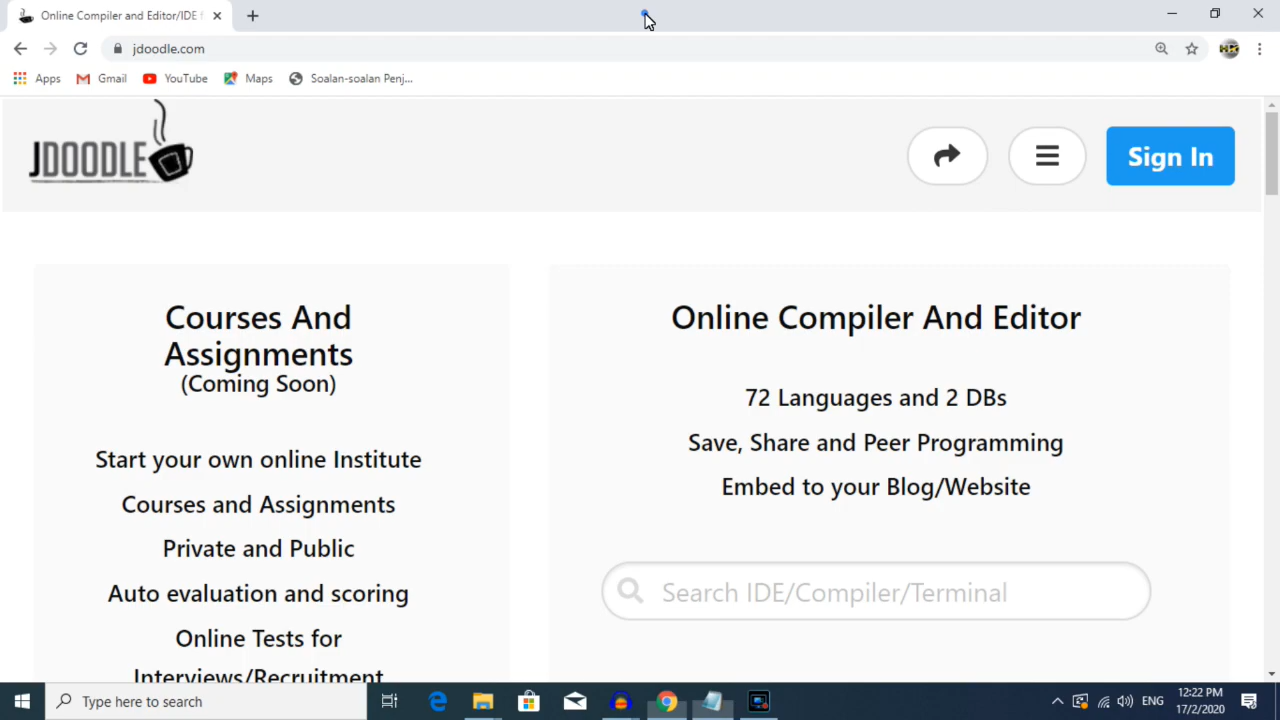 Online Compiler and Editor/IDE f
jdoodle.com
Apps
Gmail
YouTube
Maps
Soalan-soalan Penj...
JDOODLE
Sign In
Courses And
Assignments
(Coming Soon)
Start your own online Institute
Courses and Assignments
Private and Public
Auto evaluation and scoring
Online Tests for
Interviews/Recruitment
Online Compiler And Editor
72 Languages and 2 DBs
Save, Share and Peer Programming
Embed to your Blog/Website
Search IDE/Compiler/Terminal
Type here to search
ENG
12:22 PM
17/2/2020